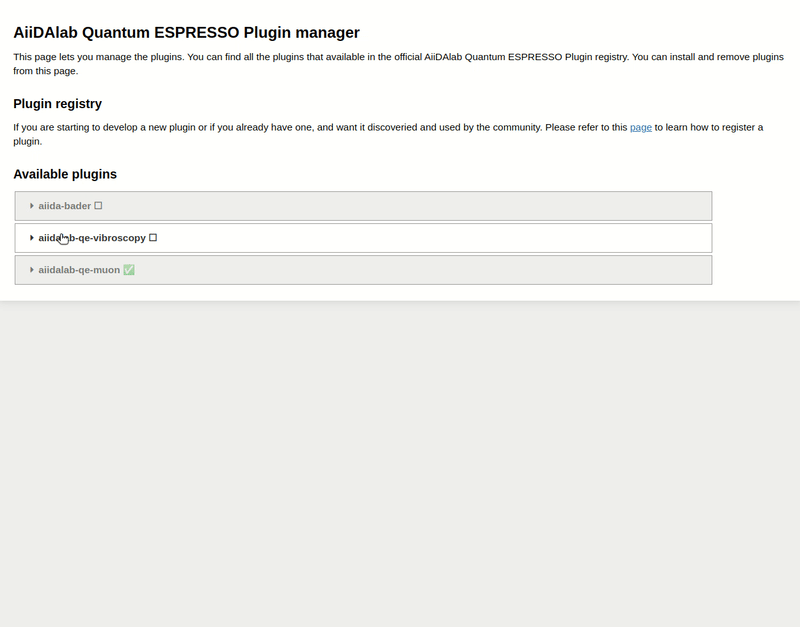 AiiDAlab Quantum ESPRESSO Plugin manager
This page lets you manage the plugins. You can find all the plugins that available in the official AiiDAlab Quantum ESPRESSO Plugin registry. You can install and remove plugins
from this page.
Plugin registry
If you are starting to develop a new plugin or if you already have one, and want it discoveried and used by the community. Please refer to this page to learn how to register a
plugin.
Available plugins
aiida-bader ☐
aiidalab-qe-vibroscopy ☐
aiidalab-qe-muon ✅